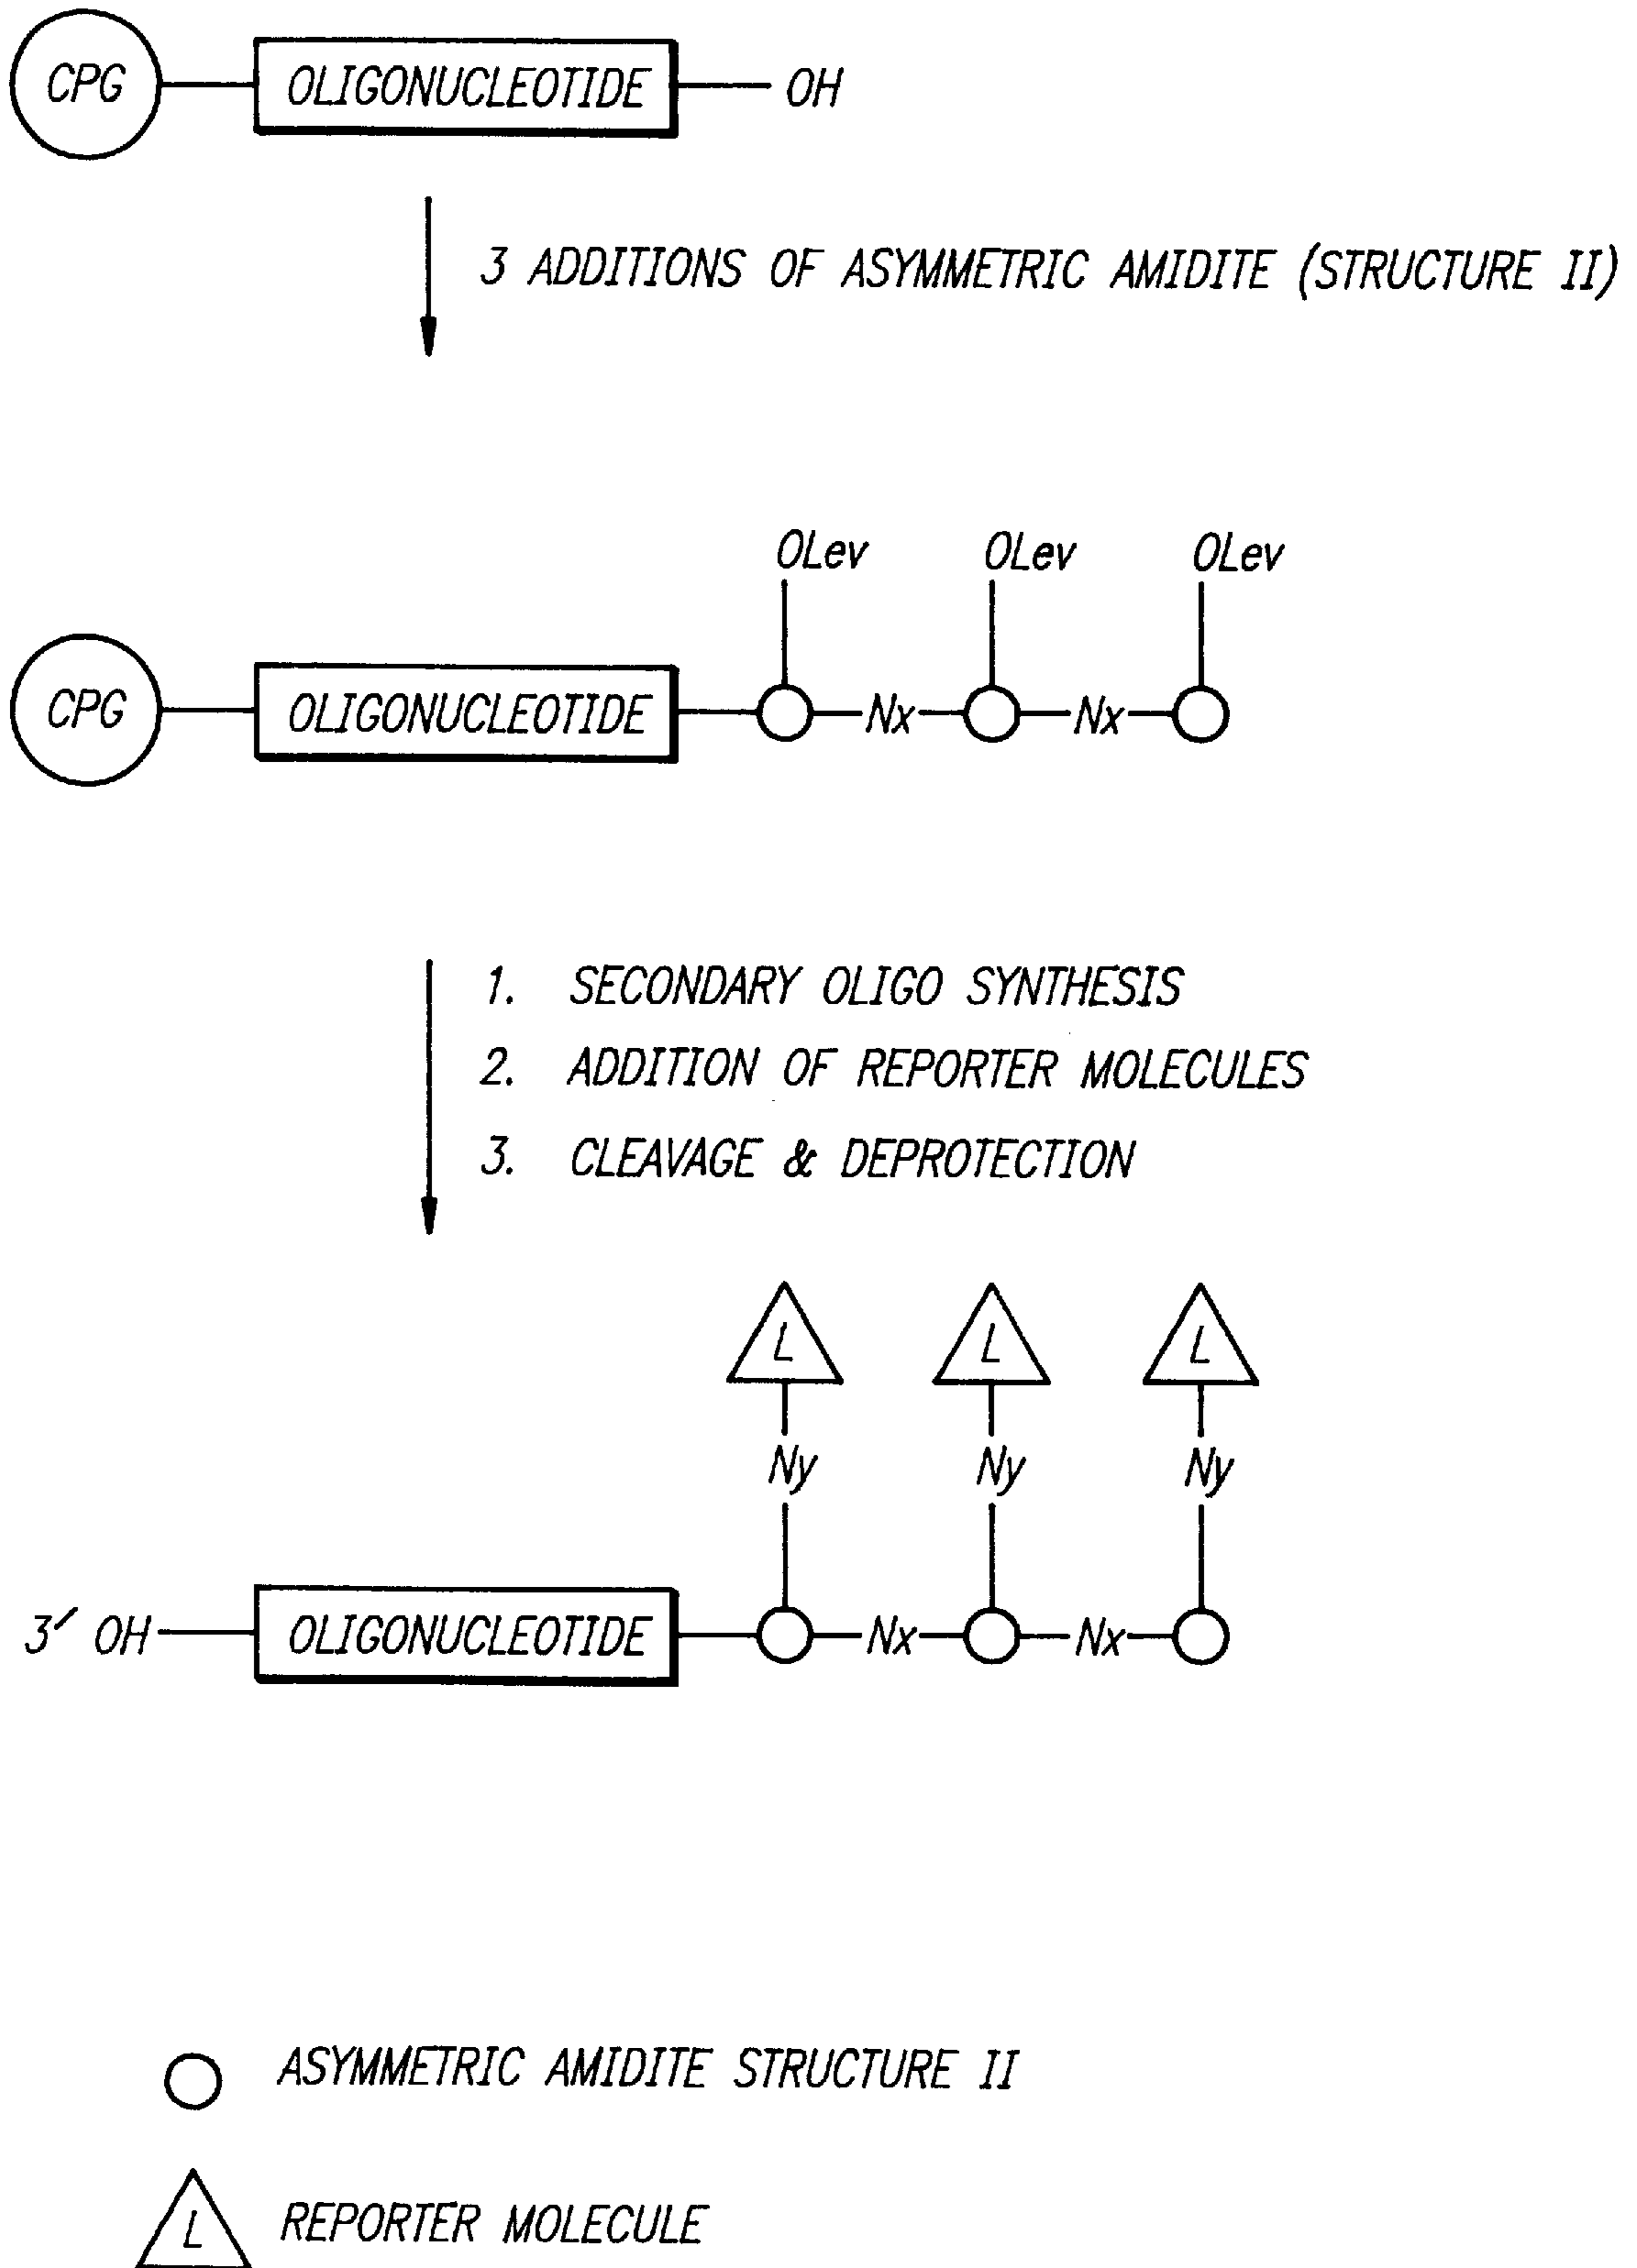 CPG OLIGONUCLEOTIDE OH
3 ADDITIONS OF ASYMMETRIC AMIDITE (STRUCTURE II)
OLev OLev OLev
CPG OLIGONUCLEOTIDE Nx Nx
1. SECONDARY OLIGO SYNTHESIS
2. ADDITION OF REPORTER MOLECULES
3. CLEAVAGE & DEPROTECTION
L L L
Ny Ny Ny
3′ OH OLIGONUCLEOTIDE Nx Nx
ASYMMETRIC AMIDITE STRUCTURE II
L REPORTER MOLECULE